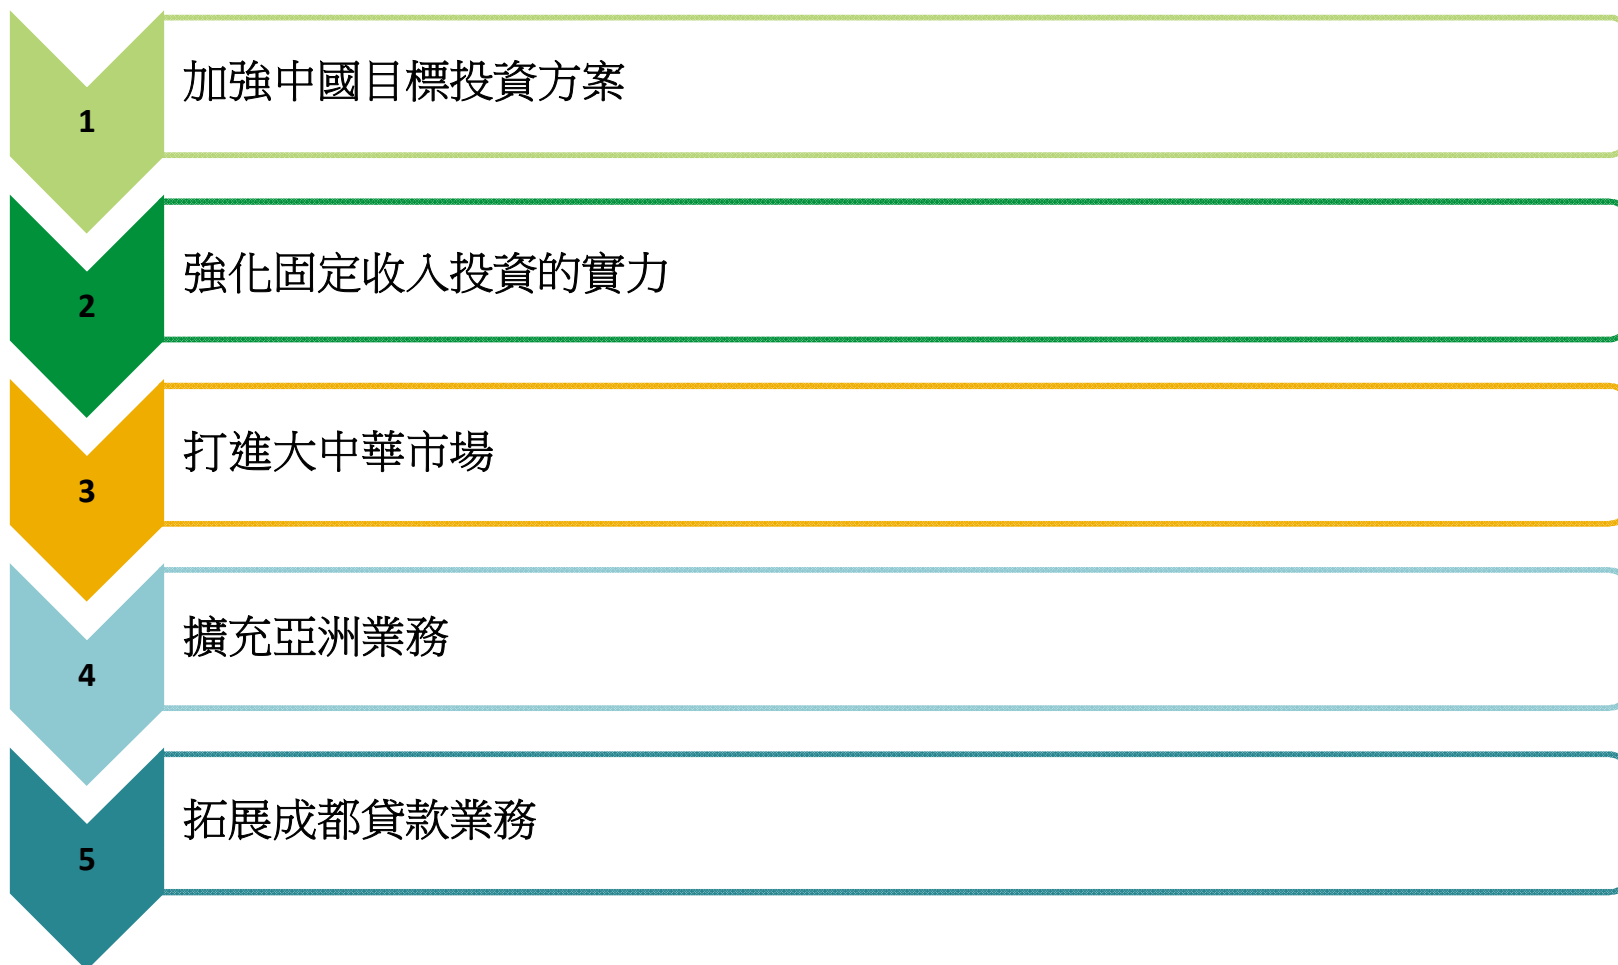 1
加強中國目標投資方案
2
強化固定收入投資的實力
3
打進大中華市場
4
擴充亞洲業務
5
拓展成都貸款業務